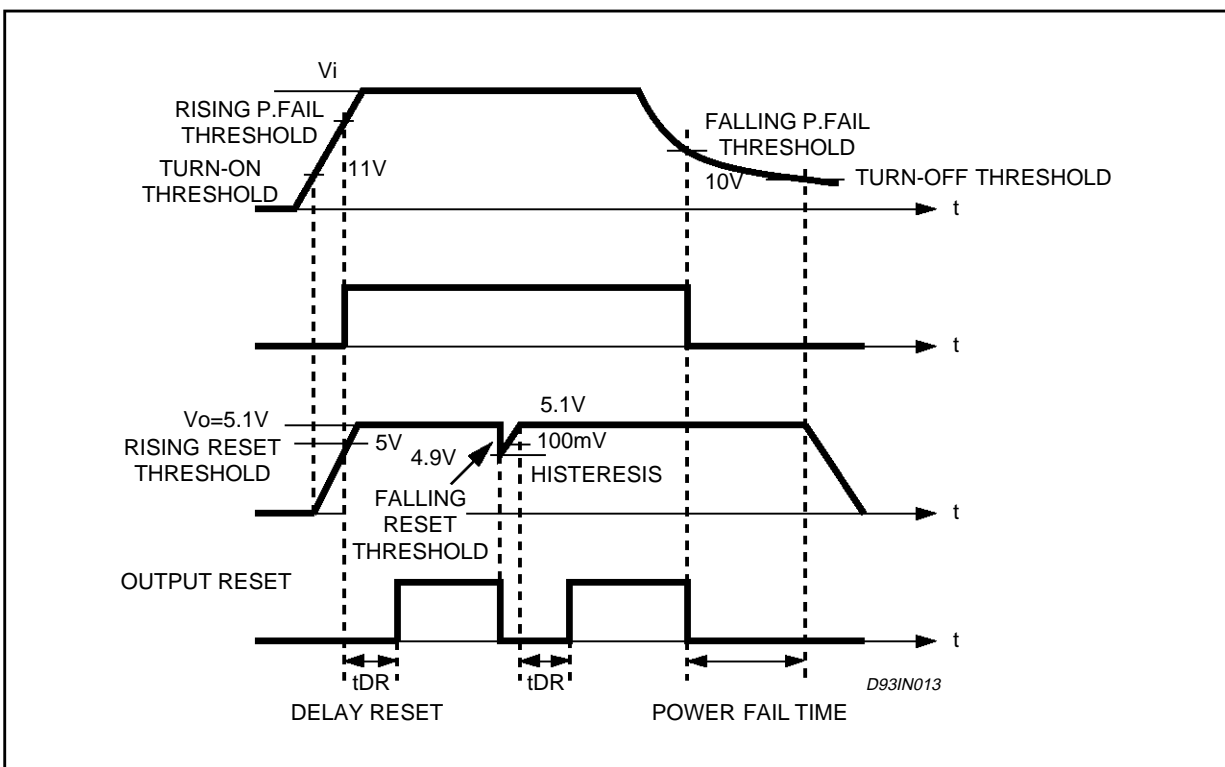 Vi
RISING P.FAIL
THRESHOLD
TURN-ON
THRESHOLD
11V
FALLING P.FAIL
THRESHOLD
10V
TURN-OFF THRESHOLD
t
t
Vo=5.1V
RISING RESET
THRESHOLD
5V
4.9V
5.1V
100mV
HISTERESIS
FALLING
RESET
THRESHOLD
t
OUTPUT RESET
t
tDR
tDR
D93IN013
DELAY RESET
POWER FAIL TIME